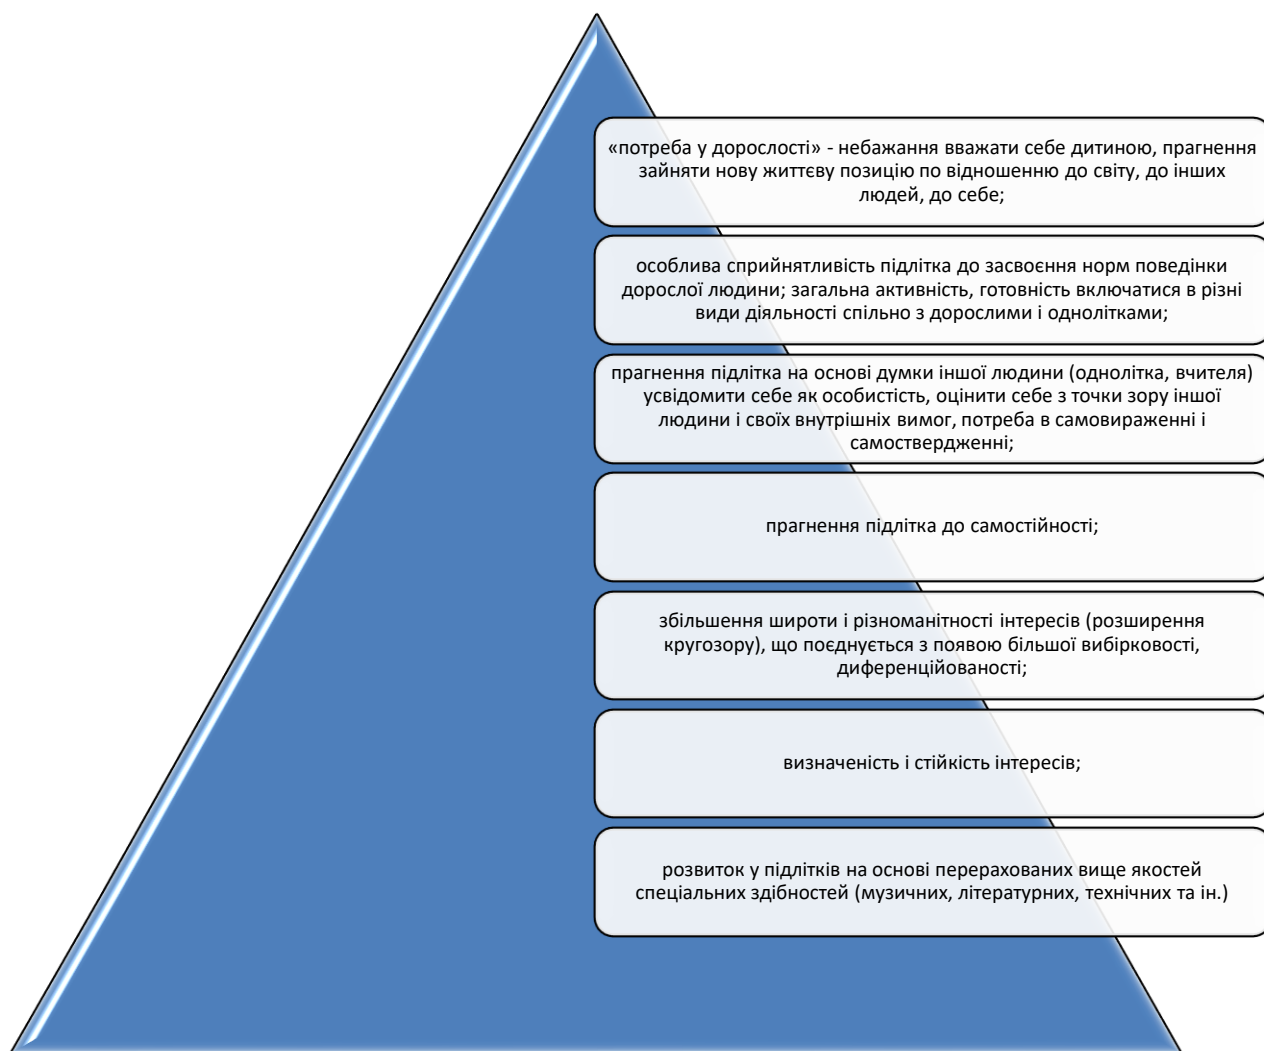 «потреба у дорослості» - небажання вважати себе дитиною, прагнення
зайняти нову життєву позицію по відношенню до світу, до інших
людей, до себе;
особлива сприйнятливість підлітка до засвоєння норм поведінки
дорослої людини; загальна активність, готовність включатися в різні
види діяльності спільно з дорослими і однолітками;
прагнення підлітка на основі думки іншої людини (однолітка, вчителя)
усвідомити себе як особистість, оцінити себе з точки зору іншої
людини і своїх внутрішніх вимог, потреба в самовираженні і
самоствердженні;
прагнення підлітка до самостійності;
збільшення широти і різноманітності інтересів (розширення
кругозору), що поєднується з появою більшої вибірковості,
диференційованості;
визначеність і стійкість інтересів;
розвиток у підлітків на основі перерахованих вище якостей
спеціальних здібностей (музичних, літературних, технічних та ін.)